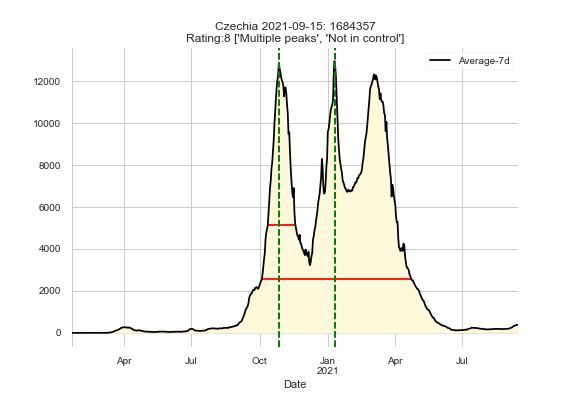 Czechia 2021-09-15: 1684357
Rating:8 ['Multiple peaks', 'Not in control']
Average-7d
12000
10000
8000
6000
4000
2000
0
Apr Jul Oct Jan Apr Jul
2021
Date